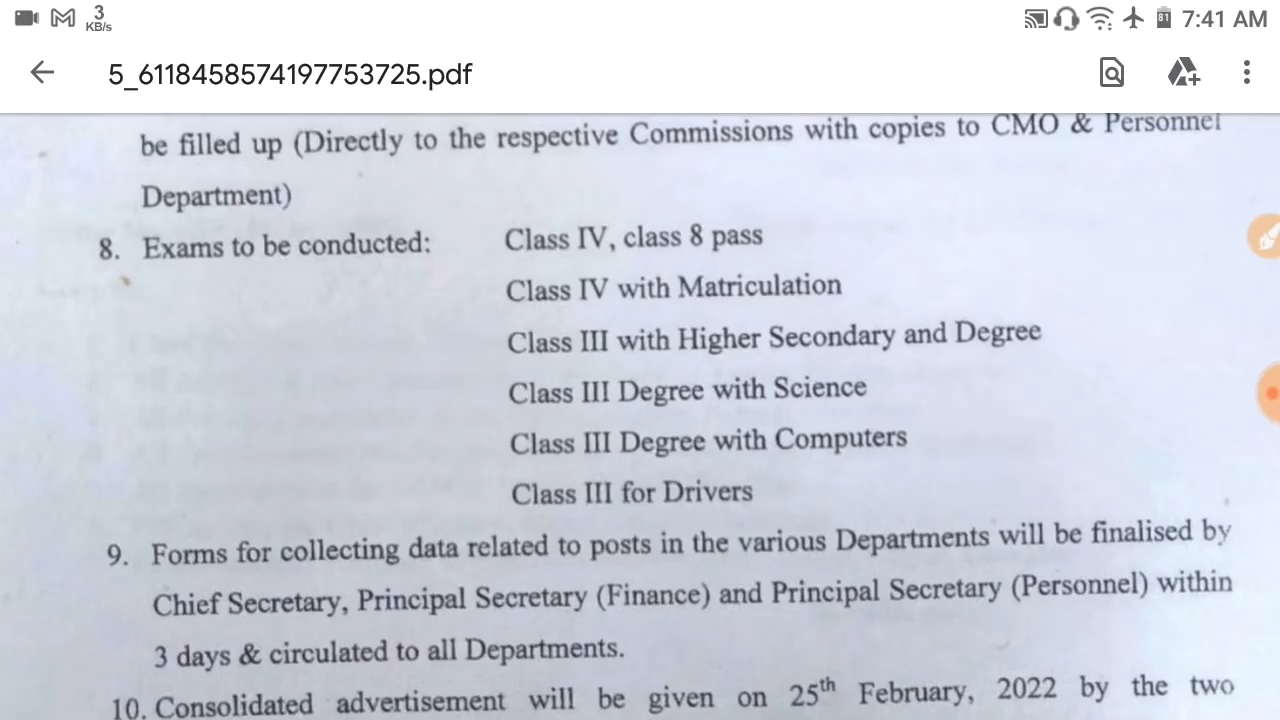 3
KB/s
81 7:41 AM
5_6118458574197753725.pdf
be filled up (Directly to the respective Commissions with copies to CMO & Personnel
Department)
8. Exams to be conducted: Class IV, class 8 pass
Class IV with Matriculation
Class III with Higher Secondary and Degree
Class III Degree with Science
Class III Degree with Computers
Class III for Drivers
9. Forms for collecting data related to posts in the various Departments will be finalised by
Chief Secretary, Principal Secretary (Finance) and Principal Secretary (Personnel) within
3 days & circulated to all Departments.
10. Consolidated advertisement will be given on 25th February, 2022 by the two